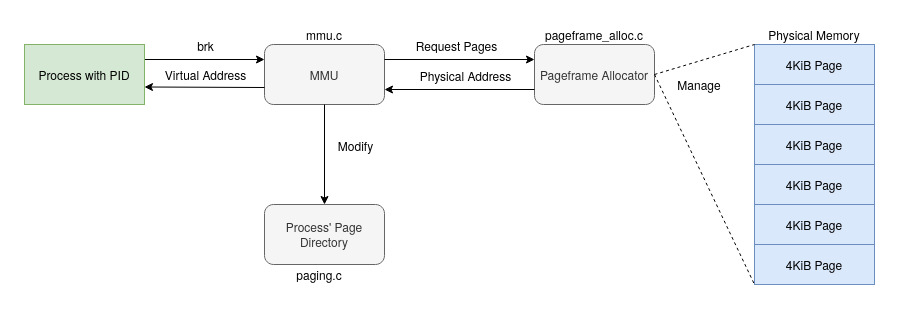 mmu.c
pageframe_alloc.c
Physical Memory
Process with PID
brk
Virtual Address
MMU
Request Pages
Physical Address
Pageframe Allocator
Manage
4KiB Page
4KiB Page
4KiB Page
4KiB Page
4KiB Page
4KiB Page
Modify
Process' Page
Directory
paging.c